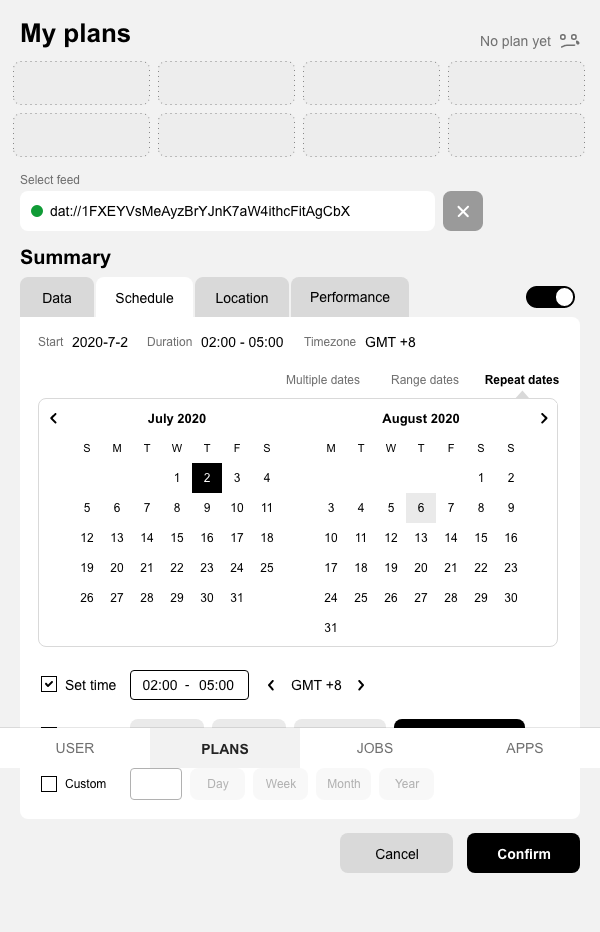 My plans
No plan yet
Select feed
dat://1FXEYVsMeAyzBrYJnK7aW4ithcFitAgCbX
Summary
Data Schedule Location Performance
Start 2020-7-2 Duration 02:00 - 05:00 Timezone GMT +8
Multiple dates Range dates Repeat dates
July 2020 August 2020
S M T W T F S M T W T F S S
1 2 3 4 1 2
5 6 7 8 9 10 11 3 4 5 6 7 8 9
12 13 14 15 16 17 18 10 11 12 13 14 15 16
19 20 21 22 23 24 25 17 18 19 20 21 22 23
26 27 28 29 30 31 24 25 26 27 28 29 30
31
Set time 02:00 - 05:00 GMT +8
USER PLANS JOBS APPS
Custom Day Week Month Year
Cancel Confirm